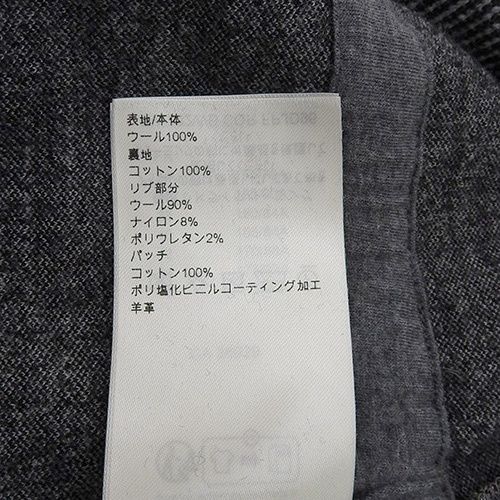 表地/本体
ウール100%
裏地
コットン100%
リブ部分
ウール90%
ナイロン8%
ポリウレタン2%
パッチ
コットン100%
ポリ塩化ビニルコーティング加工
羊革